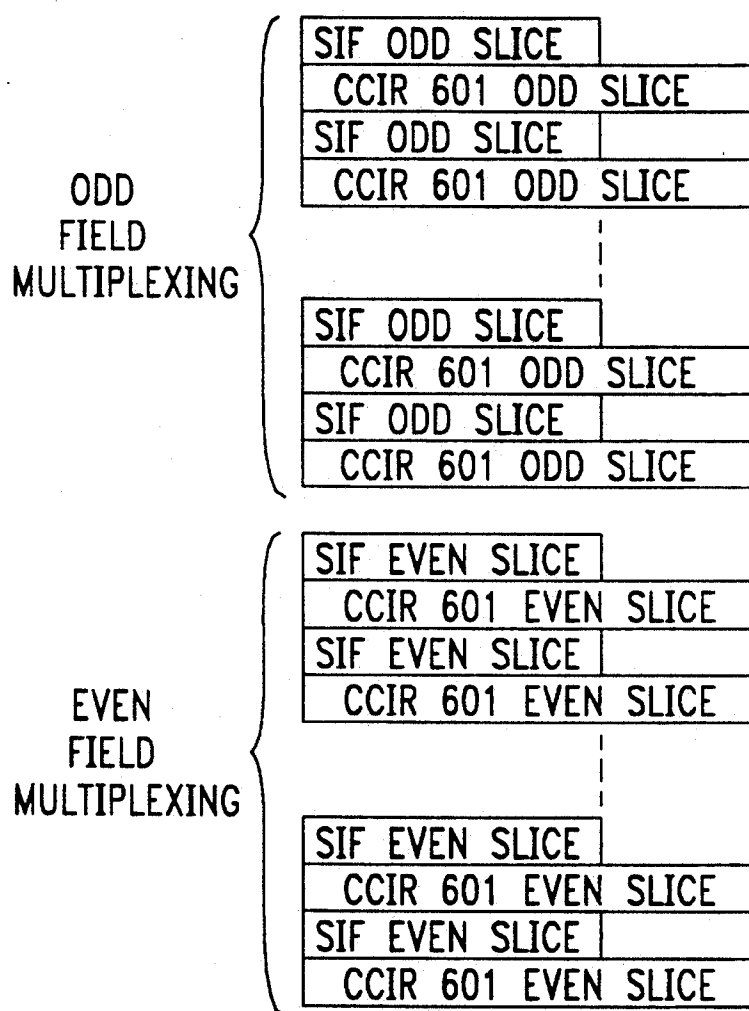 SIF ODD SLICE
CCIR 601 ODD SLICE
SIF ODD SLICE
CCIR 601 ODD SLICE
ODD
FIELD
MULTIPLEXING
SIF ODD SLICE
CCIR 601 ODD SLICE
SIF ODD SLICE
CCIR 601 ODD SLICE
SIF EVEN SLICE
CCIR 601 EVEN SLICE
SIF EVEN SLICE
CCIR 601 EVEN SLICE
EVEN
FIELD
MULTIPLEXING
SIF EVEN SLICE
CCIR 601 EVEN SLICE
SIF EVEN SLICE
CCIR 601 EVEN SLICE